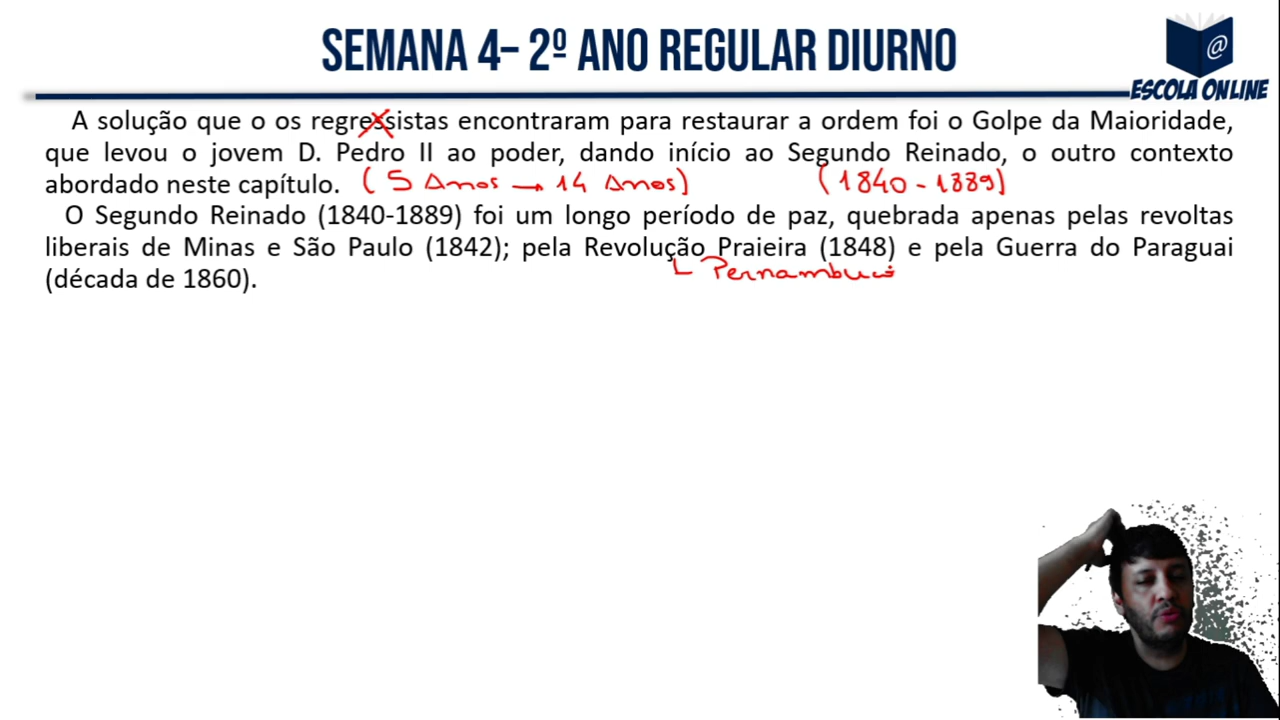 SEMANA 4– 2º ANO REGULAR DIURNO
@
ESCOLA ONLINE
A solução que o os regressistas encontraram para restaurar a ordem foi o Golpe da Maioridade,
que levou o jovem D. Pedro II ao poder, dando início ao Segundo Reinado, o outro contexto
abordado neste capítulo. (5 Anos → 14 Anos) (1840-1889)
O Segundo Reinado (1840-1889) foi um longo período de paz, quebrada apenas pelas revoltas
liberais de Minas e São Paulo (1842); pela Revolução Praieira (1848) e pela Guerra do Paraguai
Pernambuco
(década de 1860).